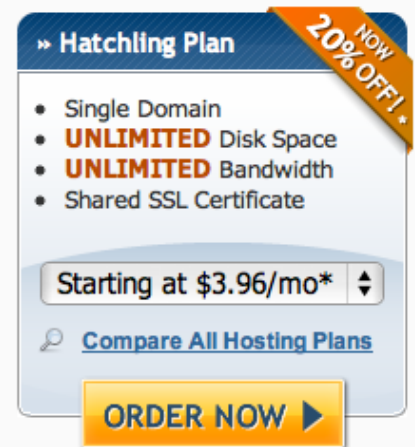 » Hatchling Plan
NOW
20% OFF!*
• Single Domain
• UNLIMITED Disk Space
• UNLIMITED Bandwidth
• Shared SSL Certificate
Starting at $3.96/mo*
Compare All Hosting Plans
ORDER NOW